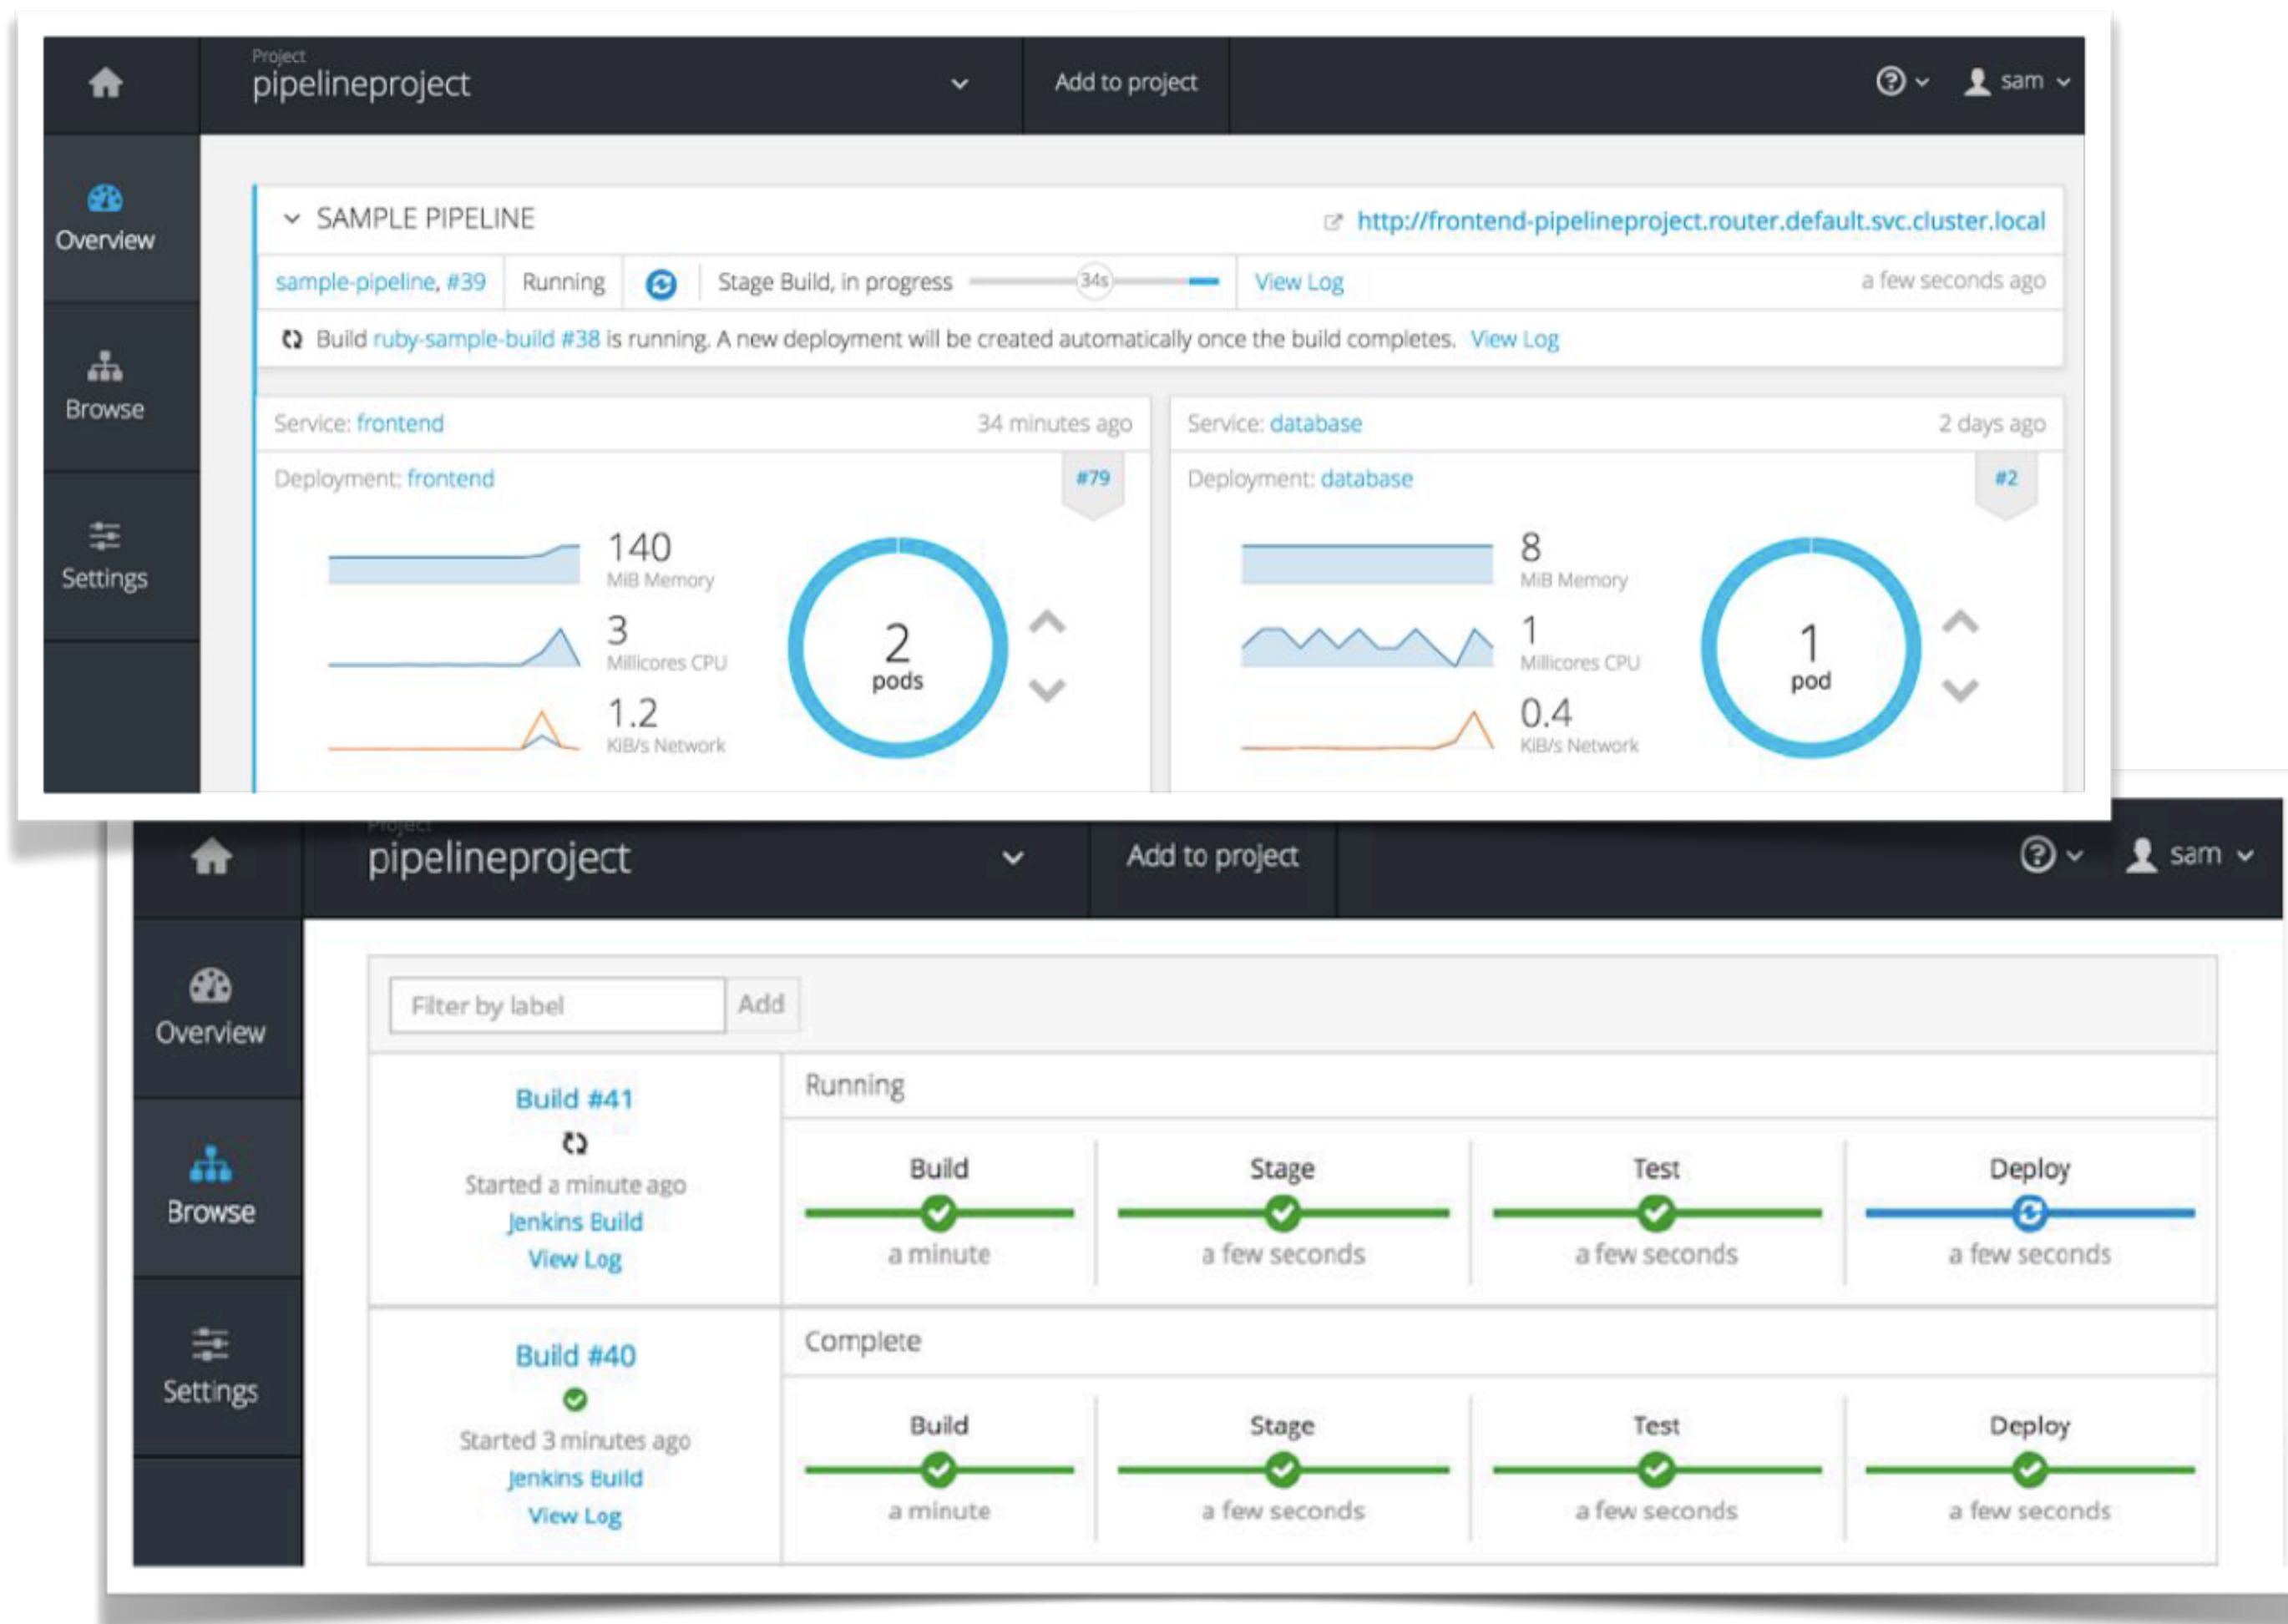 Project
pipelineproject
Add to project
sam
Overview
Browse
Settings
SAMPLE PIPELINE
http://frontend-pipelineproject.router.default.svc.cluster.local
sample-pipeline, #39 Running Stage Build, in progress 34s View Log a few seconds ago
Build ruby-sample-build #38 is running. A new deployment will be created automatically once the build completes. View Log
Service: frontend 34 minutes ago
Deployment: frontend #79
140
MiB Memory
3
Millicores CPU
1.2
KiB/s Network
2
pods
Service: database 2 days ago
Deployment: database #2
8
MiB Memory
1
Millicores CPU
0.4
KiB/s Network
1
pod
Project
pipelineproject
Add to project
sam
Overview
Browse
Settings
Filter by label Add
Build #41
Started a minute ago
Jenkins Build
View Log
Running
Build Stage Test Deploy
a minute a few seconds a few seconds a few seconds
Build #40
Started 3 minutes ago
Jenkins Build
View Log
Complete
Build Stage Test Deploy
a minute a few seconds a few seconds a few seconds